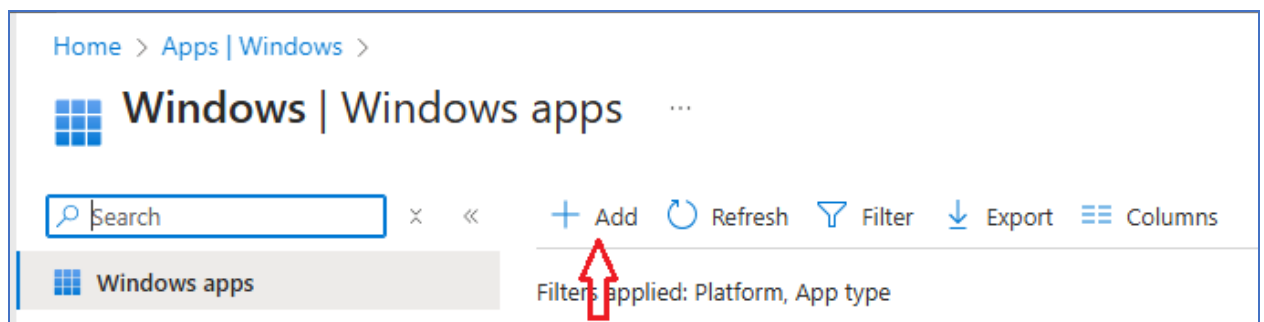 Home > Apps | Windows >
Windows | Windows apps ...
Search
Add Refresh Filter Export Columns
Windows apps
Filters applied: Platform, App type